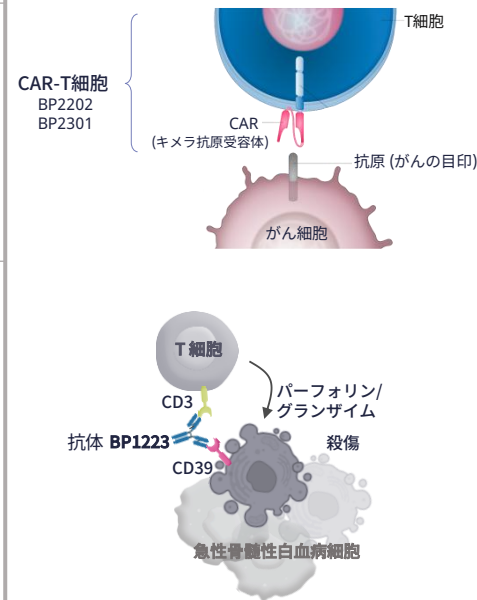 T細胞
CAR-T細胞
BP2202
BP2301
CAR
(キメラ抗原受容体)
抗原 (がんの目印)
がん細胞
T細胞
CD3
パーフォリン/
グランザイム
抗体 BP1223
殺傷
CD39
急性骨髄性白血病細胞